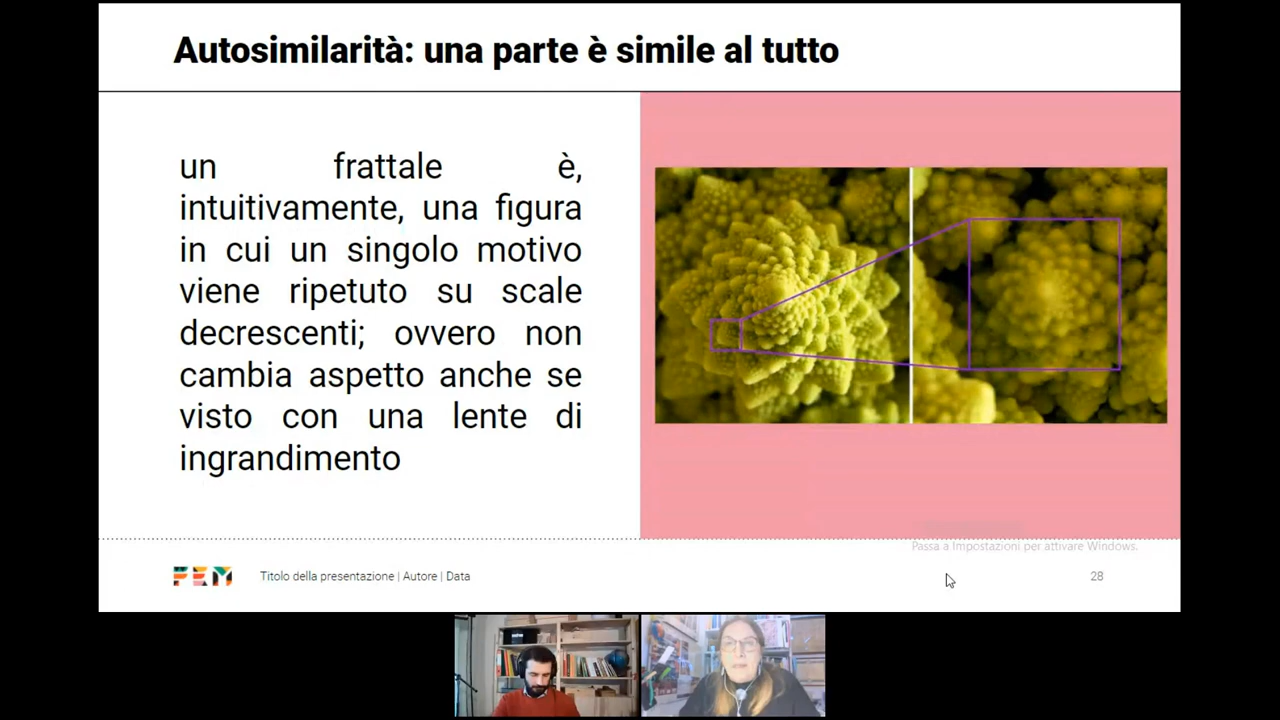 Autosimilarità: una parte è simile al tutto
un frattale è,
intuitivamente, una figura
in cui un singolo motivo
viene ripetuto su scale
decrescenti; ovvero non
cambia aspetto anche se
visto con una lente di
ingrandimento
Passa a Impostazioni per attivare Windows.
FEM
Titolo della presentazione | Autore | Data
28